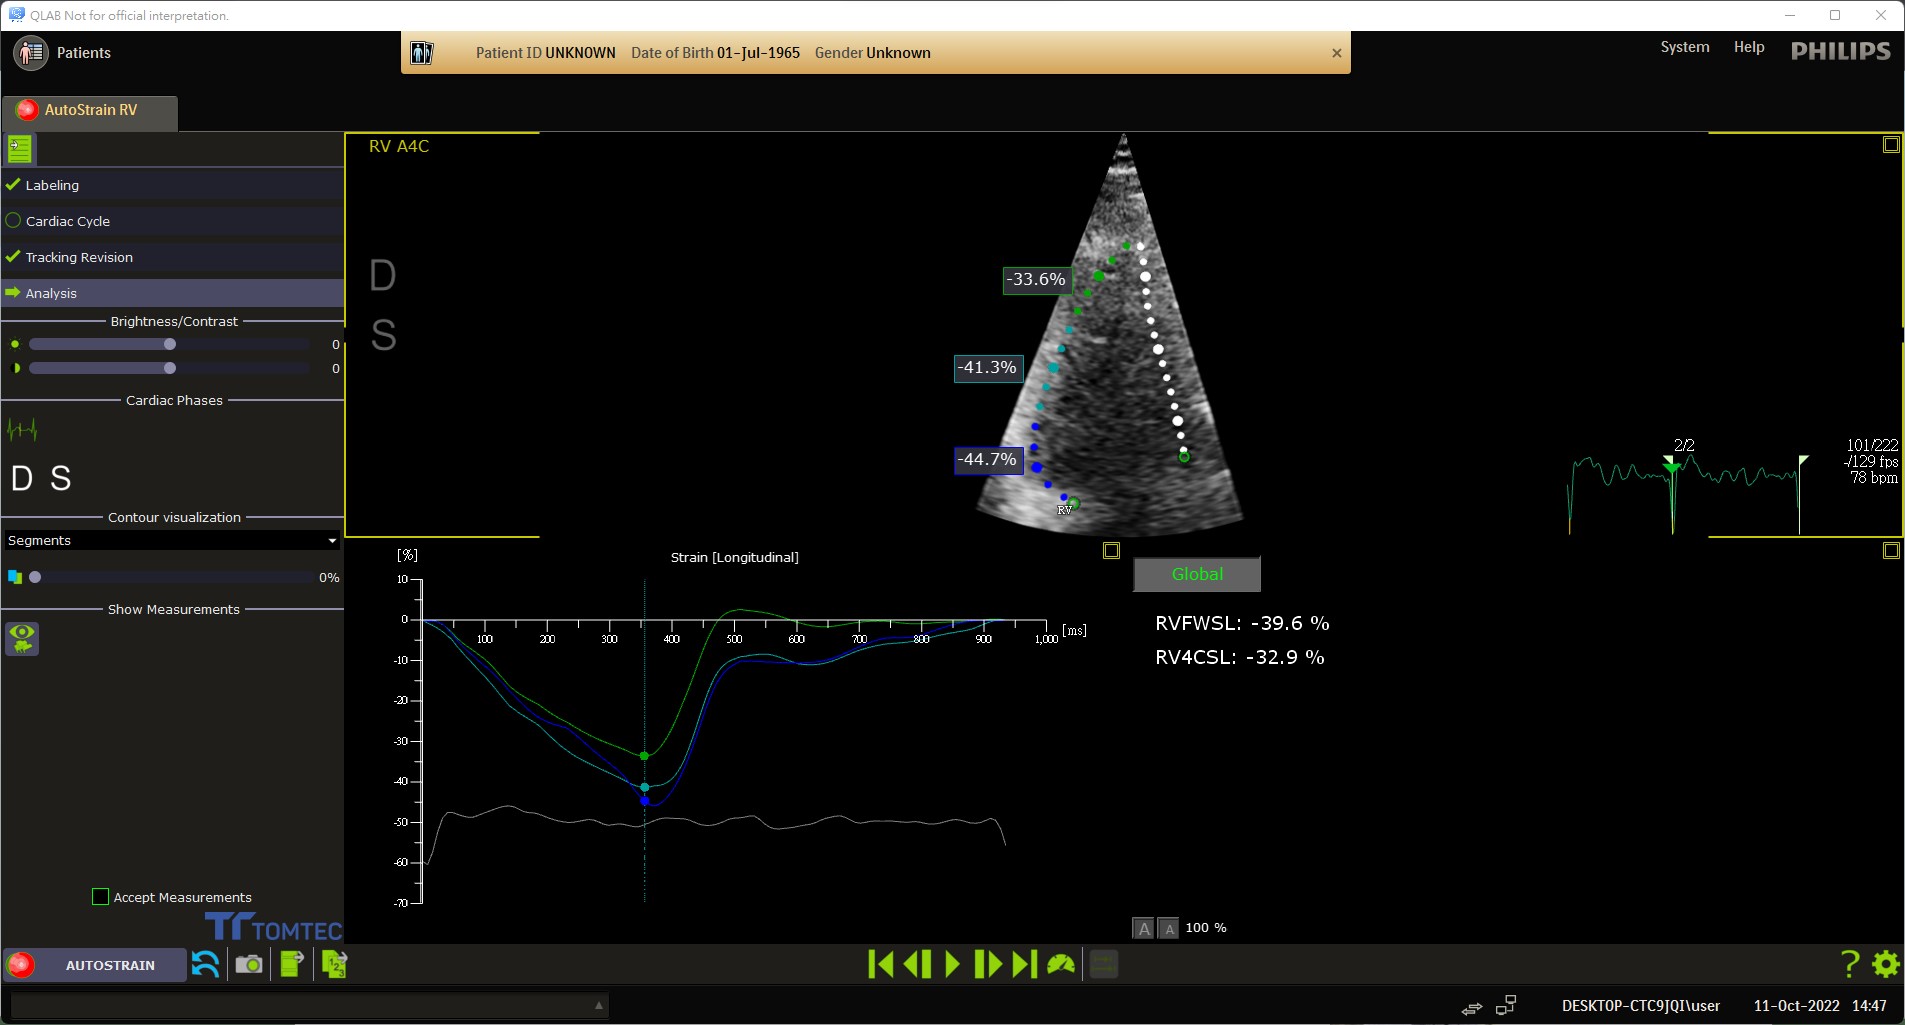 QLAB Not for official interpretation.
Patients
Patient ID UNKNOWN Date of Birth 01-Jul-1965 Gender Unknown
System Help PHILIPS
AutoStrain RV
Labeling
Cardiac Cycle
Tracking Revision
Analysis
Brightness/Contrast
0
0
Cardiac Phases
D S
Contour visualization
Segments
0%
Show Measurements
Accept Measurements
TOMTEC
RV A4C
D
S
-33.6%
-41.3%
-44.7%
RV
2/2
101/222
-/129 fps
78 bpm
[%] Strain [Longitudinal]
10
0
-10
-20
-30
-40
-50
-60
-70
100 200 300 400 500 600 700 800 900 1,000 [ms]
Global
RVFWSL: -39.6 %
RV4CSL: -32.9 %
A A 100 %
AUTOSTRAIN
1 2 3
?
DESKTOP-CTC9JQI\user 11-Oct-2022 14:47